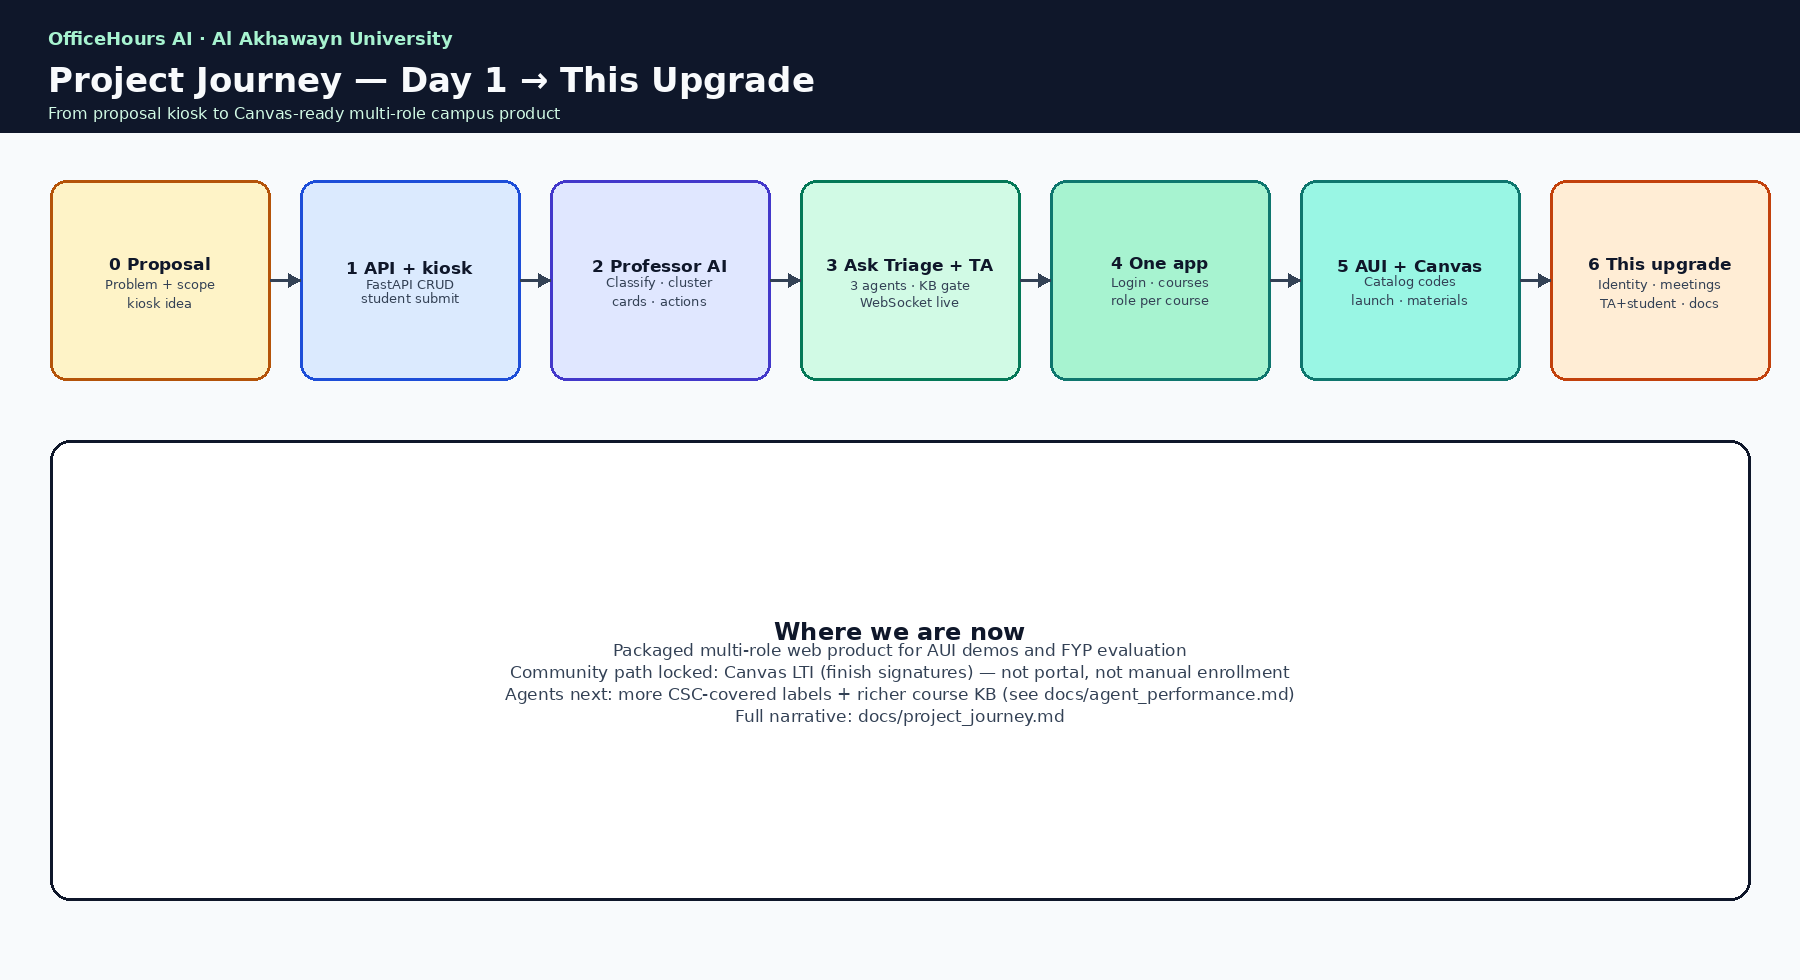 OfficeHours AI · Al Akhawayn University
Project Journey — Day 1 → This Upgrade
From proposal kiosk to Canvas-ready multi-role campus product
0 Proposal
Problem + scope
kiosk idea
1 API + kiosk
FastAPI CRUD
student submit
2 Professor AI
Classify · cluster
cards · actions
3 Ask Triage + TA
3 agents · KB gate
WebSocket live
4 One app
Login · courses
role per course
5 AUI + Canvas
Catalog codes
launch · materials
6 This upgrade
Identity · meetings
TA+student · docs
Where we are now
Packaged multi-role web product for AUI demos and FYP evaluation
Community path locked: Canvas LTI (finish signatures) — not portal, not manual enrollment
Agents next: more CSC-covered labels + richer course KB (see docs/agent_performance.md)
Full narrative: docs/project_journey.md